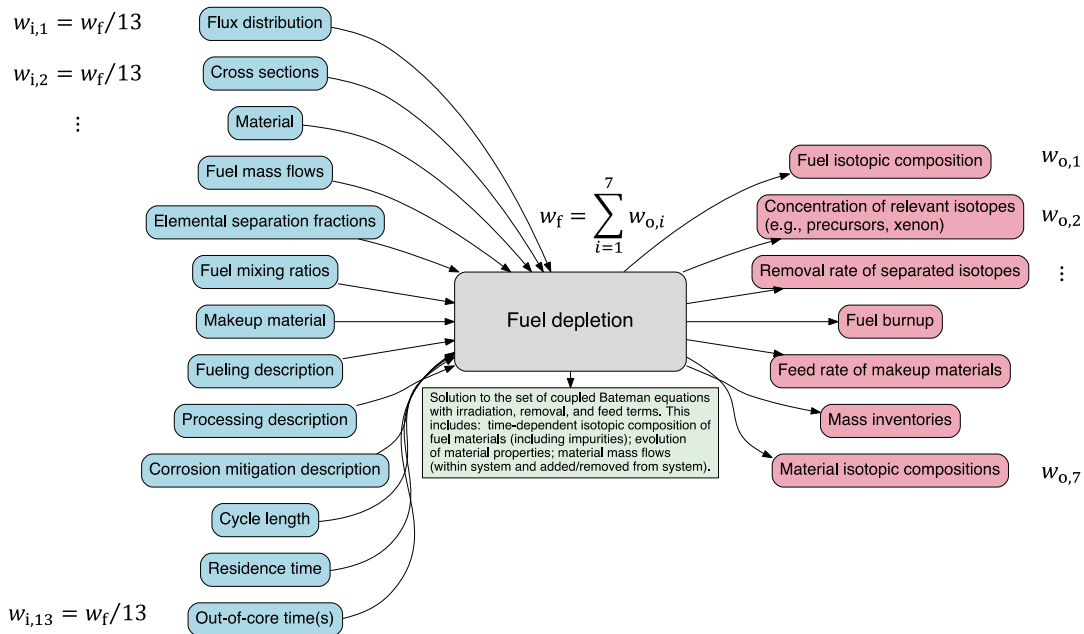 w_i,1 = w_f/13
Flux distribution
w_i,2 = w_f/13
Cross sections
⋮
Material
Fuel mass flows
Elemental separation fractions
Fuel mixing ratios
Makeup material
Fueling description
Processing description
Corrosion mitigation description
Cycle length
Residence time
w_i,13 = w_f/13
Out-of-core time(s)
w_f = ∑_{i=1}^{7} w_o,i
Fuel depletion
Solution to the set of coupled Bateman equations
with irradiation, removal, and feed terms. This
includes: time-dependent isotopic composition of
fuel materials (including impurities); evolution
of material properties; material mass flows
(within system and added/removed from system).
Fuel isotopic composition
w_o,1
Concentration of relevant isotopes
(e.g., precursors, xenon)
w_o,2
Removal rate of separated isotopes
⋮
Fuel burnup
Feed rate of makeup materials
Mass inventories
Material isotopic compositions
w_o,7